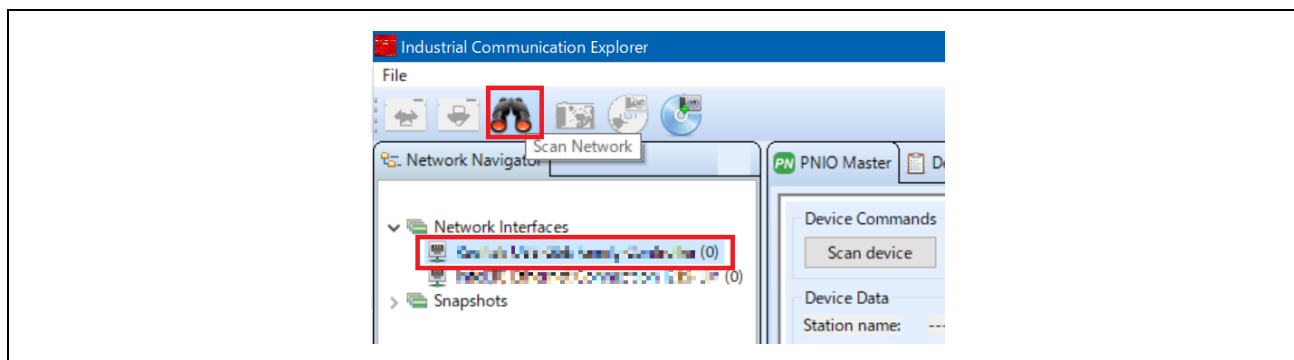 Industrial Communication Explorer
File
Scan Network
Network Navigator
PN PNIO Master
Network Interfaces
(0)
(0)
Snapshots
Device Commands
Scan device
Device Data
Station name: ---